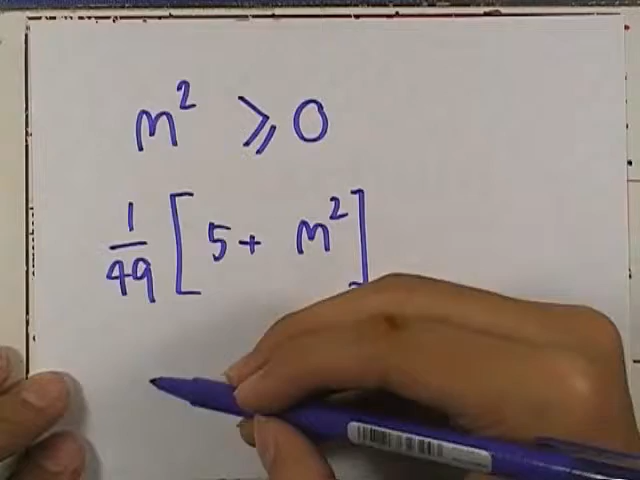 m² ⩾ 0
1/49 [ 5 + m² ]